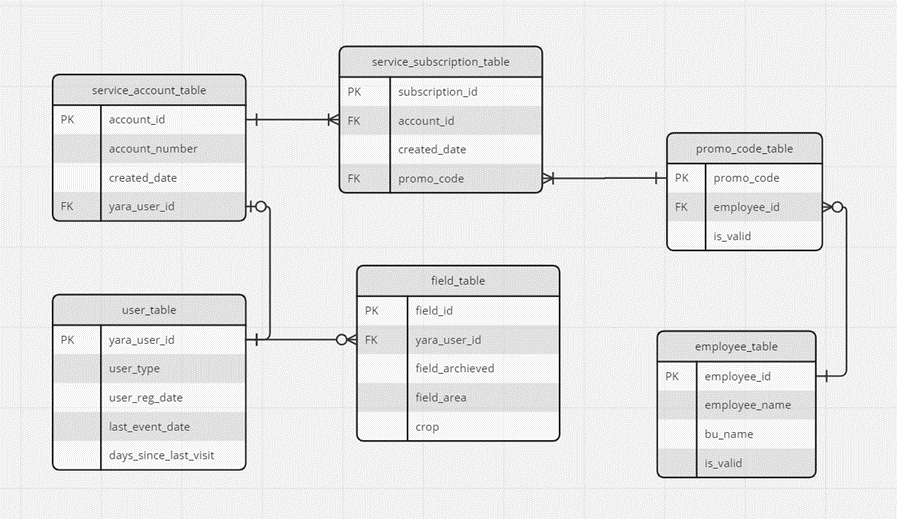 service_account_table
PK account_id
account_number
created_date
FK yara_user_id
service_subscription_table
PK subscription_id
FK account_id
created_date
FK promo_code
promo_code_table
PK promo_code
FK employee_id
is_valid
user_table
PK yara_user_id
user_type
user_reg_date
last_event_date
days_since_last_visit
field_table
PK field_id
FK yara_user_id
field_archieved
field_area
crop
employee_table
PK employee_id
employee_name
bu_name
is_valid